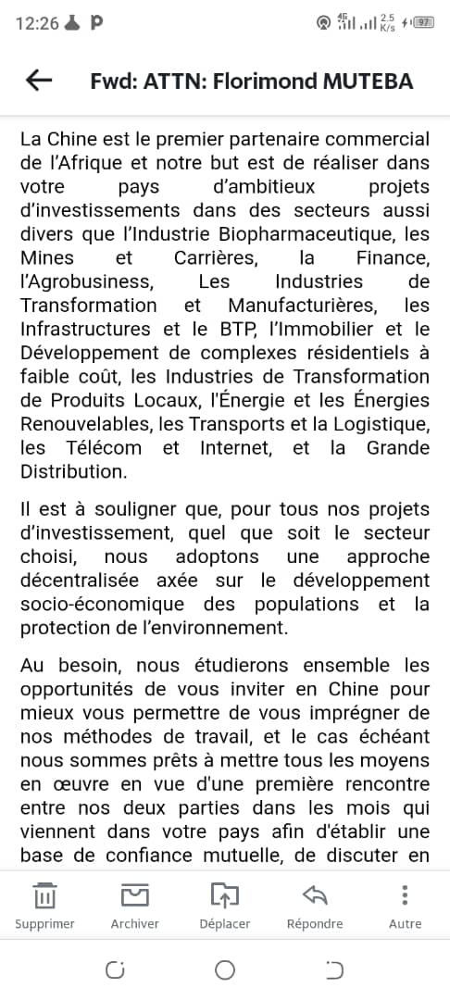 12:26 P 4G 2.5 K/s 97
Fwd: ATTN: Florimond MUTEBA
La Chine est le premier partenaire commercial
de l’Afrique et notre but est de réaliser dans
votre pays d’ambitieux projets
d’investissements dans des secteurs aussi
divers que l’Industrie Biopharmaceutique, les
Mines et Carrières, la Finance,
l’Agrobusiness, Les Industries de
Transformation et Manufacturières, les
Infrastructures et le BTP, l’Immobilier et le
Développement de complexes résidentiels à
faible coût, les Industries de Transformation
de Produits Locaux, l'Énergie et les Énergies
Renouvelables, les Transports et la Logistique,
les Télécom et Internet, et la Grande
Distribution.
Il est à souligner que, pour tous nos projets
d’investissement, quel que soit le secteur
choisi, nous adoptons une approche
décentralisée axée sur le développement
socio-économique des populations et la
protection de l’environnement.
Au besoin, nous étudierons ensemble les
opportunités de vous inviter en Chine pour
mieux vous permettre de vous imprégner de
nos méthodes de travail, et le cas échéant
nous sommes prêts à mettre tous les moyens
en œuvre en vue d'une première rencontre
entre nos deux parties dans les mois qui
viennent dans votre pays afin d'établir une
base de confiance mutuelle, de discuter en
Supprimer Archiver Déplacer Répondre Autre